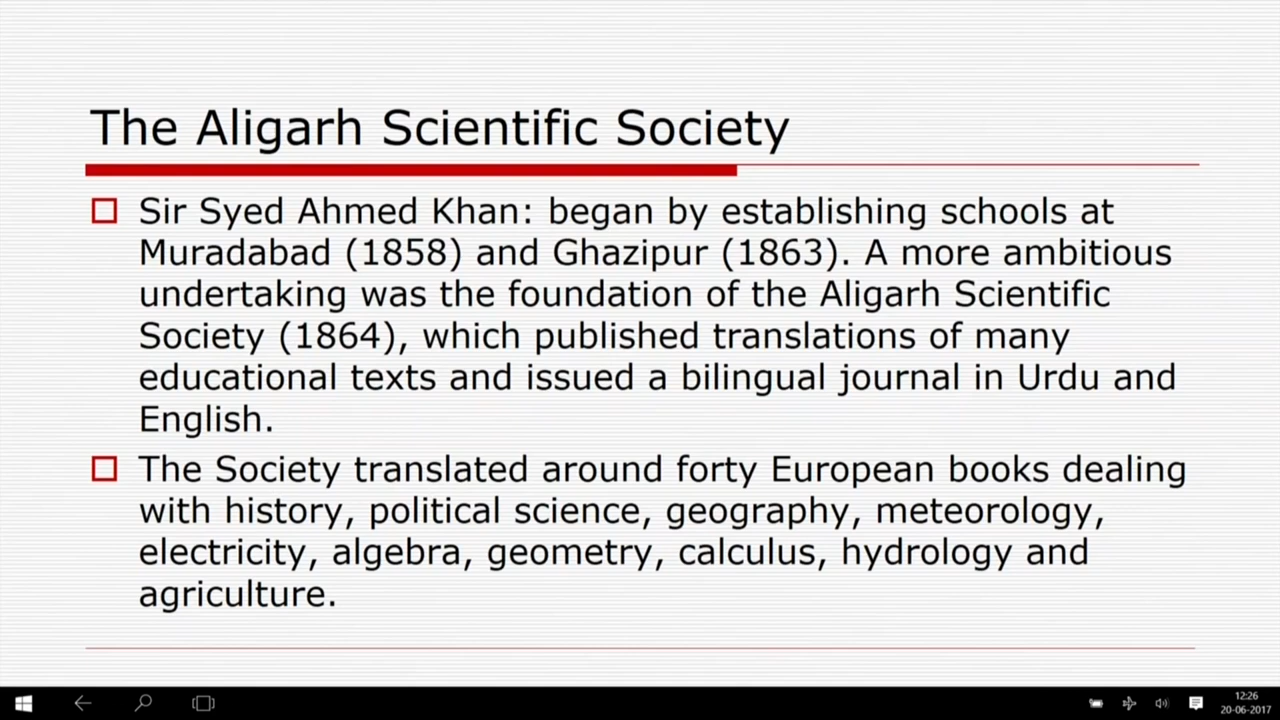 The Aligarh Scientific Society
Sir Syed Ahmed Khan: began by establishing schools at
Muradabad (1858) and Ghazipur (1863). A more ambitious
undertaking was the foundation of the Aligarh Scientific
Society (1864), which published translations of many
educational texts and issued a bilingual journal in Urdu and
English.
The Society translated around forty European books dealing
with history, political science, geography, meteorology,
electricity, algebra, geometry, calculus, hydrology and
agriculture.
12:26
20-06-2017